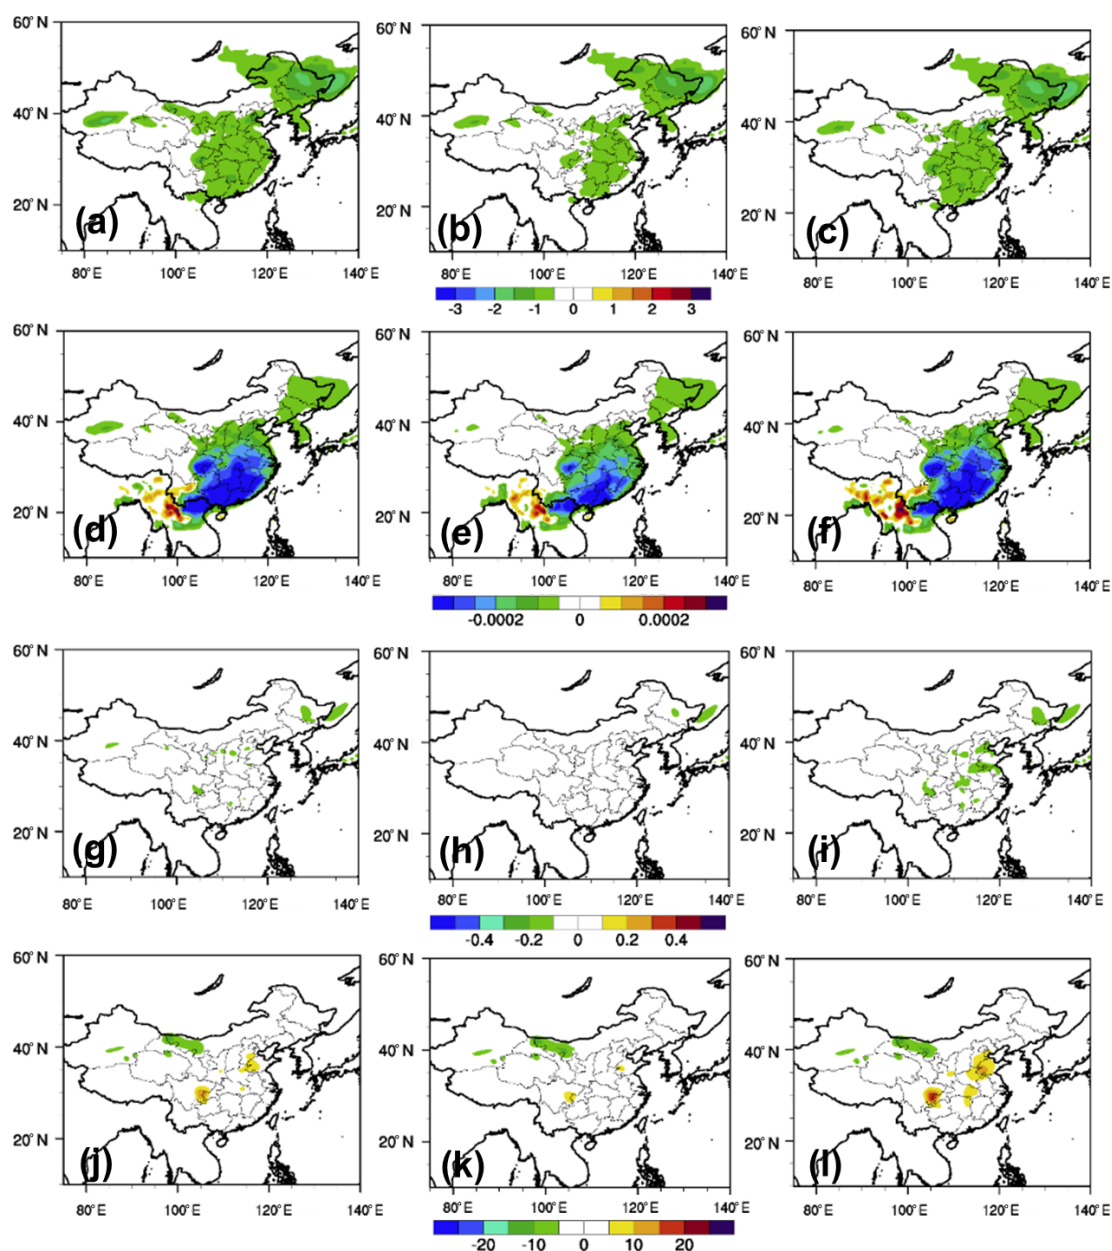 60° N 60° N 60° N
40° N 40° N 40° N
20° N 20° N 20° N
(a) (b) (c)
80° E 100° E 120° E 140° E 80° E 100° E 120° E 140° E 80° E 100° E 120° E 140° E
-3 -2 -1 0 1 2 3
60° N 60° N 60° N
40° N 40° N 40° N
20° N 20° N 20° N
(d) (e) (f)
80° E 100° E 120° E 140° E 80° E 100° E 120° E 140° E 80° E 100° E 120° E 140° E
-0.0002 0 0.0002
60° N 60° N 60° N
40° N 40° N 40° N
20° N 20° N 20° N
(g) (h) (i)
80° E 100° E 120° E 140° E 80° E 100° E 120° E 140° E 80° E 100° E 120° E 140° E
-0.4 -0.2 0 0.2 0.4
60° N 60° N 60° N
40° N 40° N 40° N
20° N 20° N 20° N
(j) (k) (l)
80° E 100° E 120° E 140° E 80° E 100° E 120° E 140° E 80° E 100° E 120° E 140° E
-20 -10 0 10 20